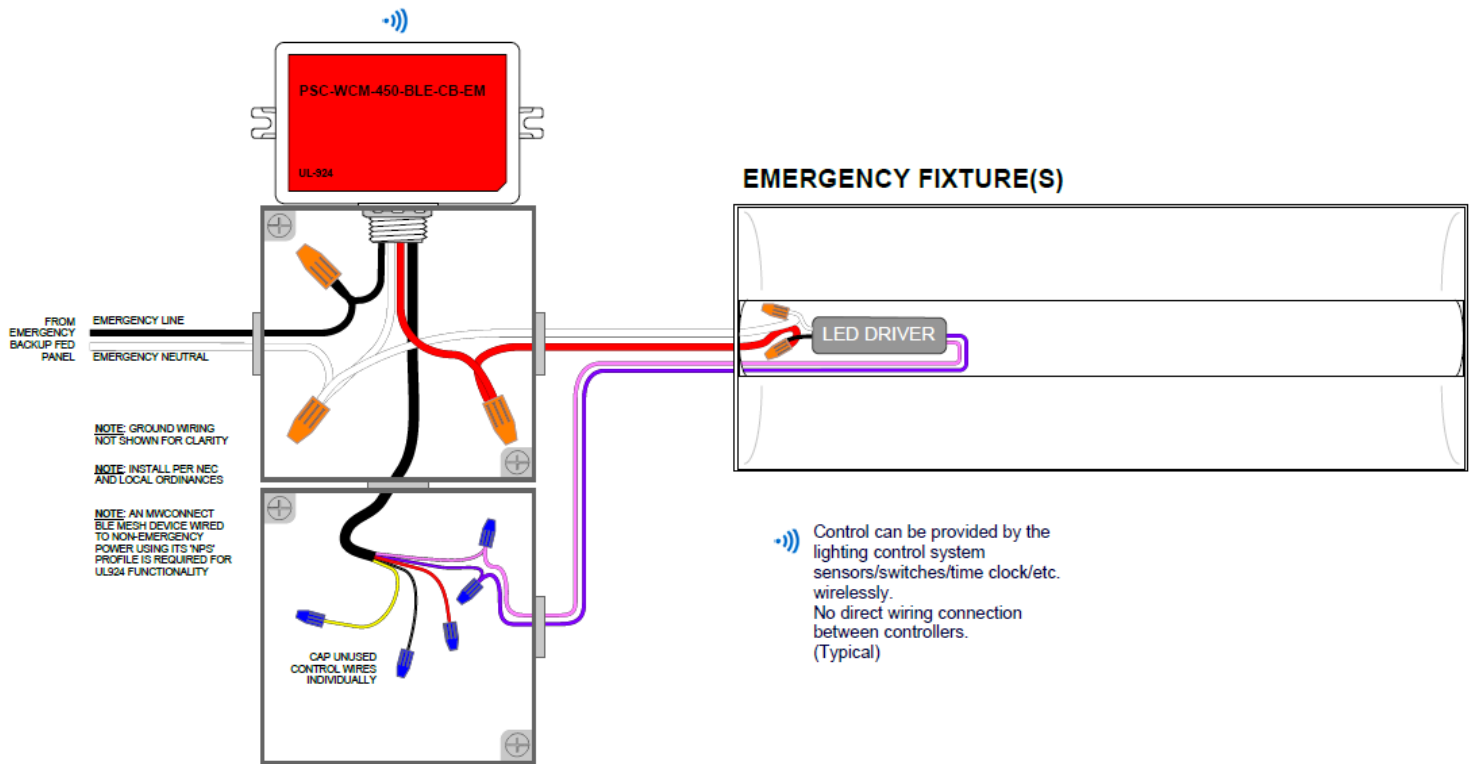 PSC-WCM-450-BLE-CB-EM
UL-924
EMERGENCY FIXTURE(S)
FROM
EMERGENCY
BACKUP FED
PANEL
EMERGENCY LINE
EMERGENCY NEUTRAL
LED DRIVER
NOTE: GROUND WIRING
NOT SHOWN FOR CLARITY
NOTE: INSTALL PER NEC
AND LOCAL ORDINANCES
NOTE: AN MWCONNECT
BLE MESH DEVICE WIRED
TO NON-EMERGENCY
POWER USING ITS 'NPS'
PROFILE IS REQUIRED FOR
UL924 FUNCTIONALITY
CAP UNUSED
CONTROL WIRES
INDIVIDUALLY
Control can be provided by the
lighting control system
sensors/switches/time clock/etc.
wirelessly.
No direct wiring connection
between controllers.
(Typical)